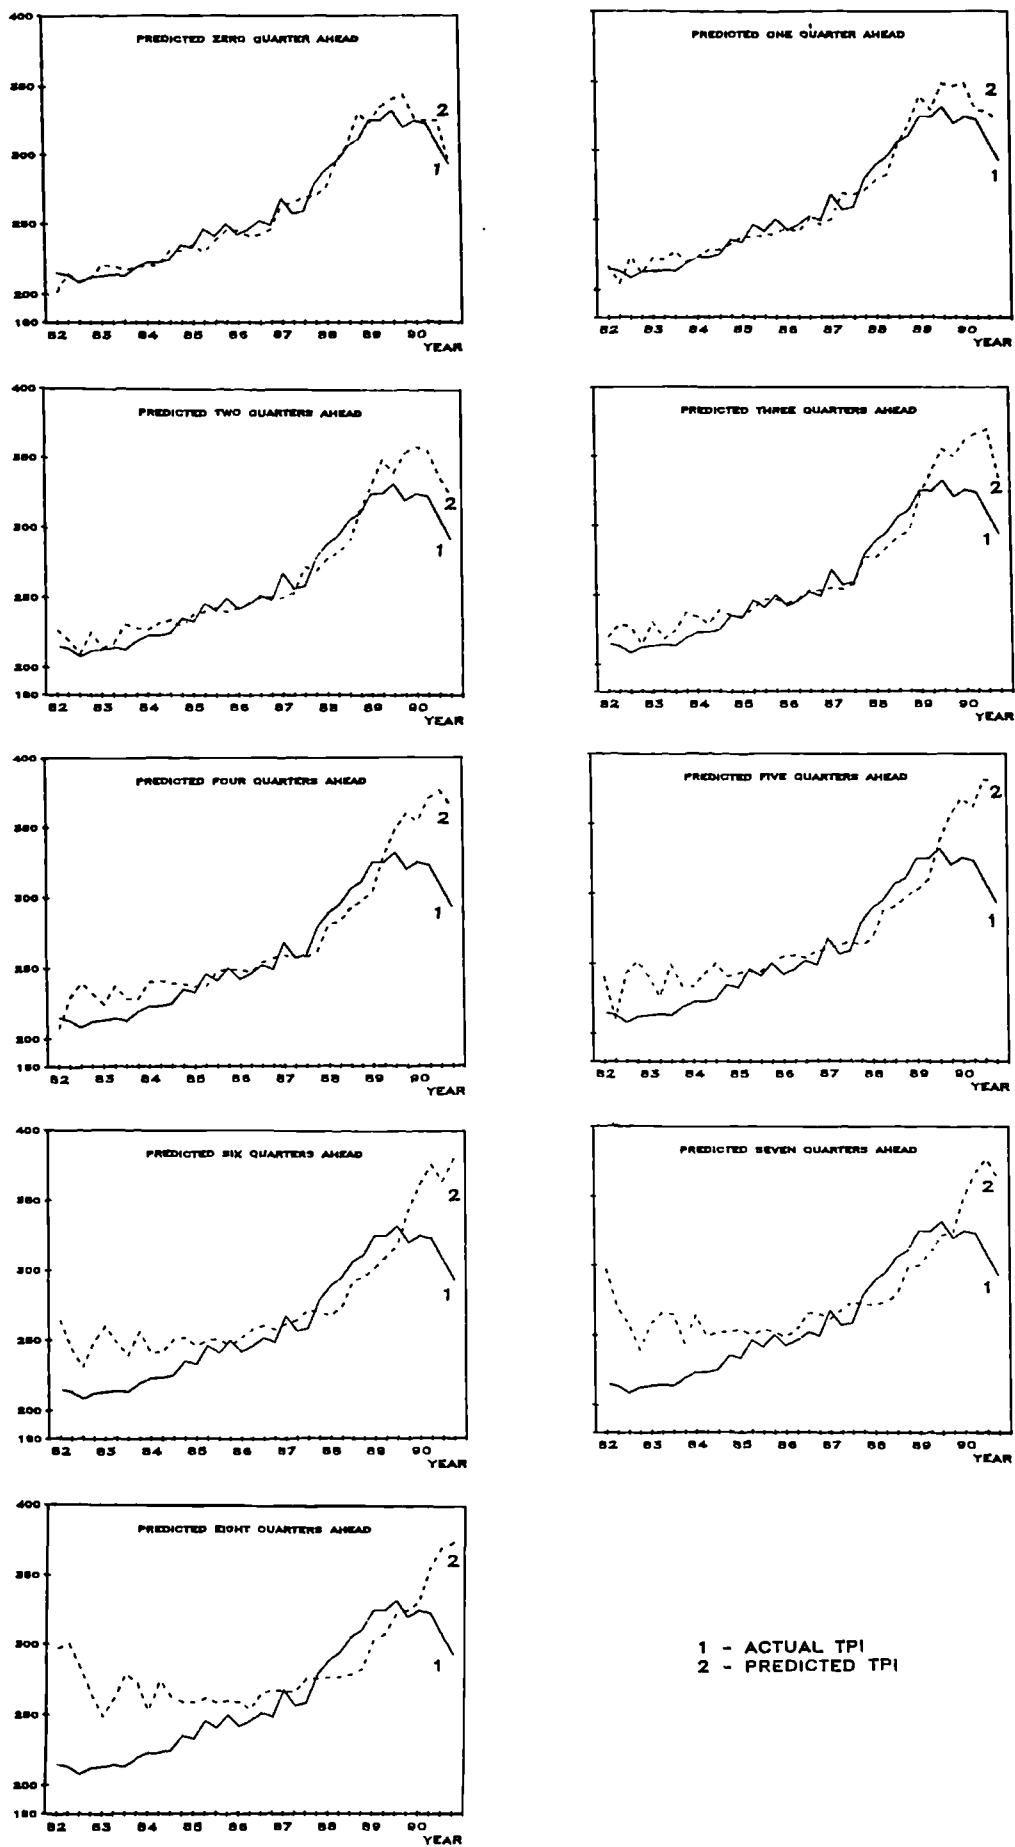 400
350
300
250
200
180
82 83 84 85 86 87 88 89 90
YEAR
PREDICTED ZERO QUARTER AHEAD
2
1
PREDICTED ONE QUARTER AHEAD
2
1
82 83 84 85 86 87 88 89 90
YEAR
400
350
300
250
200
180
PREDICTED TWO QUARTERS AHEAD
2
1
82 83 84 85 86 87 88 89 90
YEAR
PREDICTED THREE QUARTERS AHEAD
2
1
82 83 84 85 86 87 88 89 90
YEAR
400
350
300
250
200
180
PREDICTED FOUR QUARTERS AHEAD
2
1
82 83 84 85 86 87 88 89 90
YEAR
PREDICTED FIVE QUARTERS AHEAD
2
1
82 83 84 85 86 87 88 89 90
YEAR
400
350
300
250
200
180
PREDICTED SIX QUARTERS AHEAD
2
1
82 83 84 85 86 87 88 89 90
YEAR
PREDICTED SEVEN QUARTERS AHEAD
2
1
82 83 84 85 86 87 88 89 90
YEAR
400
350
300
250
200
180
PREDICTED EIGHT QUARTERS AHEAD
2
1
82 83 84 85 86 87 88 89 90
YEAR
1 - ACTUAL TPI
2 - PREDICTED TPI